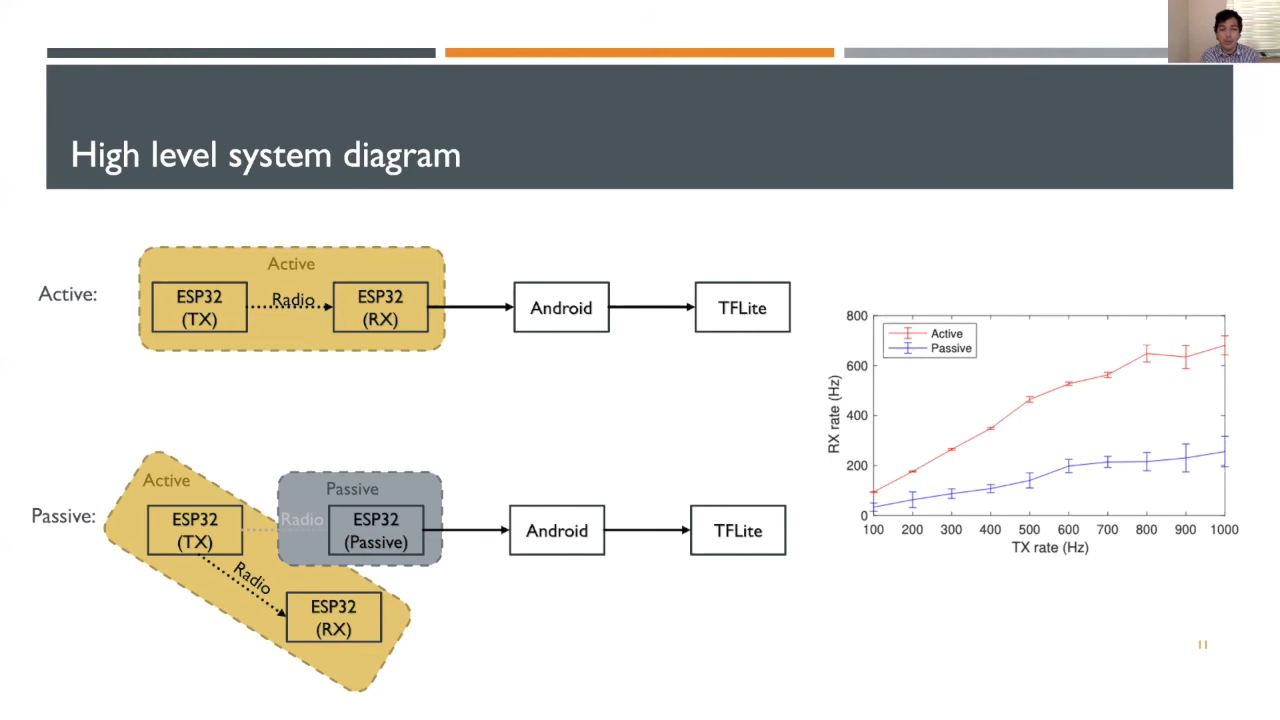 High level system diagram
Active:
Active
ESP32
(TX)
Radio
ESP32
(RX)
Android
TFLite
Passive:
Active
ESP32
(TX)
Radio
Passive
ESP32
(Passive)
Android
TFLite
Radio
ESP32
(RX)
Active
Passive
800
600
400
200
0
RX rate (Hz)
100 200 300 400 500 600 700 800 900 1000
TX rate (Hz)
11